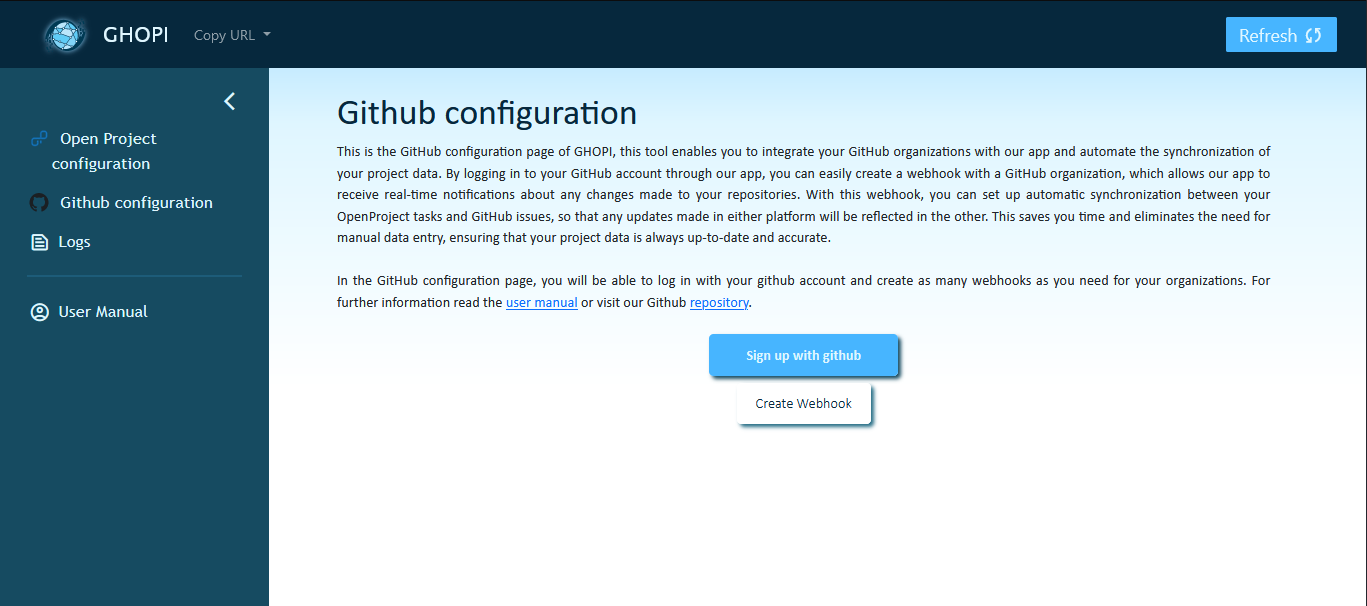 GHOPI Copy URL Refresh
Open Project
configuration
Github configuration
Logs
User Manual
Github configuration
This is the GitHub configuration page of GHOPI, this tool enables you to integrate your GitHub organizations with our app and automate the synchronization of
your project data. By logging in to your GitHub account through our app, you can easily create a webhook with a GitHub organization, which allows our app to
receive real-time notifications about any changes made to your repositories. With this webhook, you can set up automatic synchronization between your
OpenProject tasks and GitHub issues, so that any updates made in either platform will be reflected in the other. This saves you time and eliminates the need for
manual data entry, ensuring that your project data is always up-to-date and accurate.
In the GitHub configuration page, you will be able to log in with your github account and create as many webhooks as you need for your organizations. For
further information read the user manual or visit our Github repository.
Sign up with github
Create Webhook